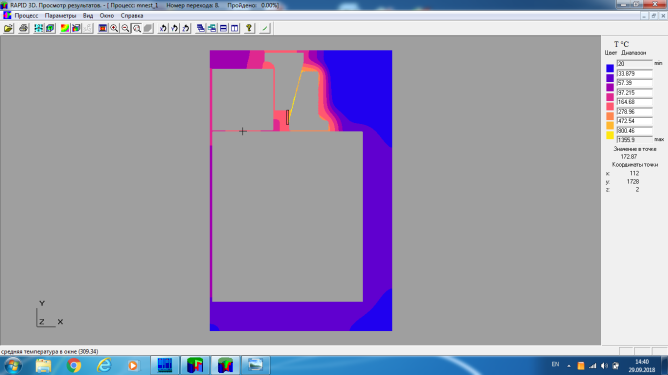 RAPID 3D. Просмотр результатов. - [ Процесс: mnest_1 Номер перехода: 8. Пройдено: 0.00%]
Процесс Параметры Вид Окно Справка
T °C
Цвет Диапазон
20 min
33.879
57.39
97.215
164.68
278.96
472.54
800.46
1355.9 max
Значение в точке
172.87
Координаты точки
x: 112
y: 1728
z: 2
Y
Z X
средняя температура в окне (309,34)
EN
14:40
29.09.2018